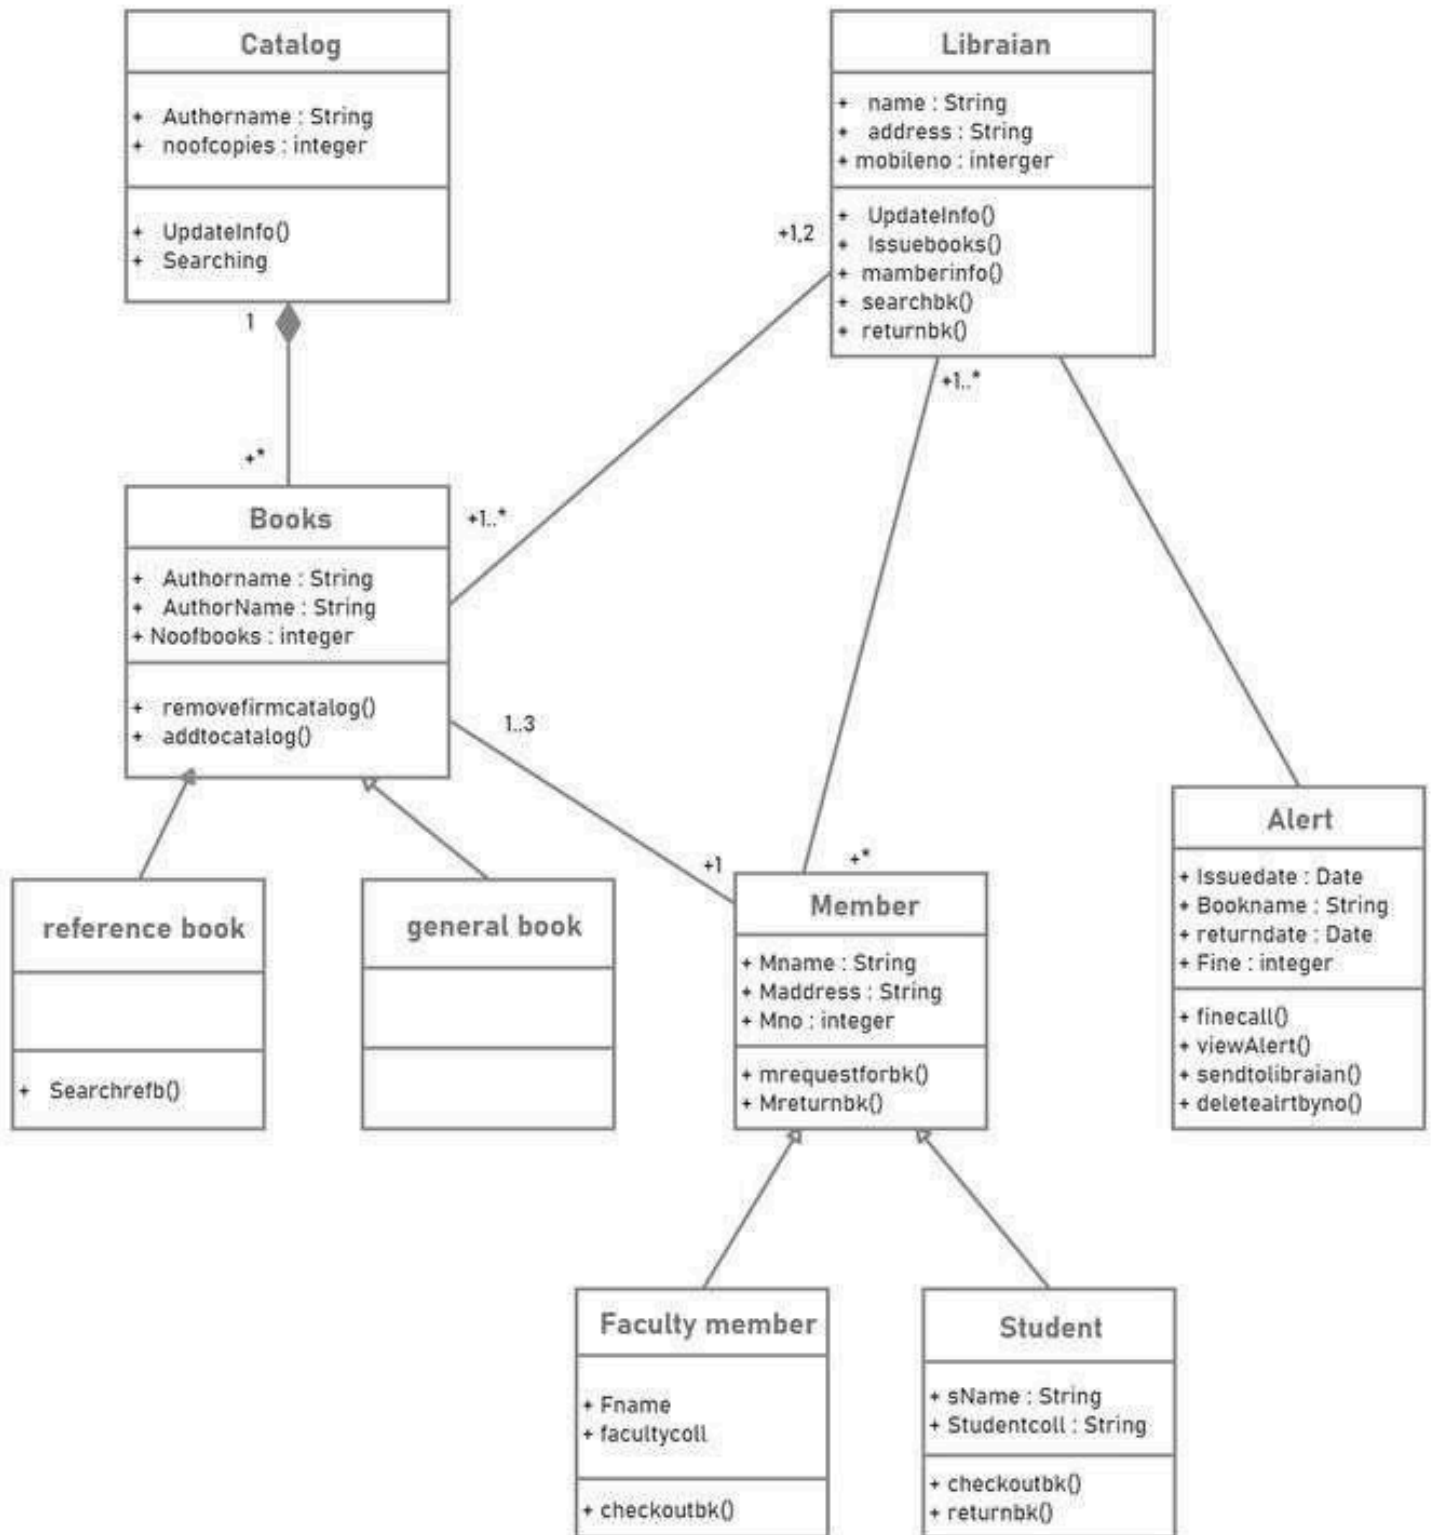 Catalog
+ Authorname : String
+ noofcopies : integer
+ UpdateInfo()
+ Searching
Libraian
+ name : String
+ address : String
+ mobileno : interger
+ UpdateInfo()
+ Issuebooks()
+ mamberinfo()
+ searchbk()
+ returnbk()
+1,2
1
+1..*
+*
+1..*
Books
+ Authorname : String
+ AuthorName : String
+ Noofbooks : integer
+ removefirmcatalog()
+ addtocatalog()
1..3
+1
+*
reference book
+ Searchrefb()
general book
Member
+ Mname : String
+ Maddress : String
+ Mno : integer
+ mrequestforbk()
+ Mreturnbk()
Alert
+ Issuedate : Date
+ Bookname : String
+ returndate : Date
+ Fine : integer
+ finecall()
+ viewAlert()
+ sendtolibraian()
+ deletealrtbyno()
Faculty member
+ Fname
+ facultycoll
+ checkoutbk()
Student
+ sName : String
+ Studentcoll : String
+ checkoutbk()
+ returnbk()